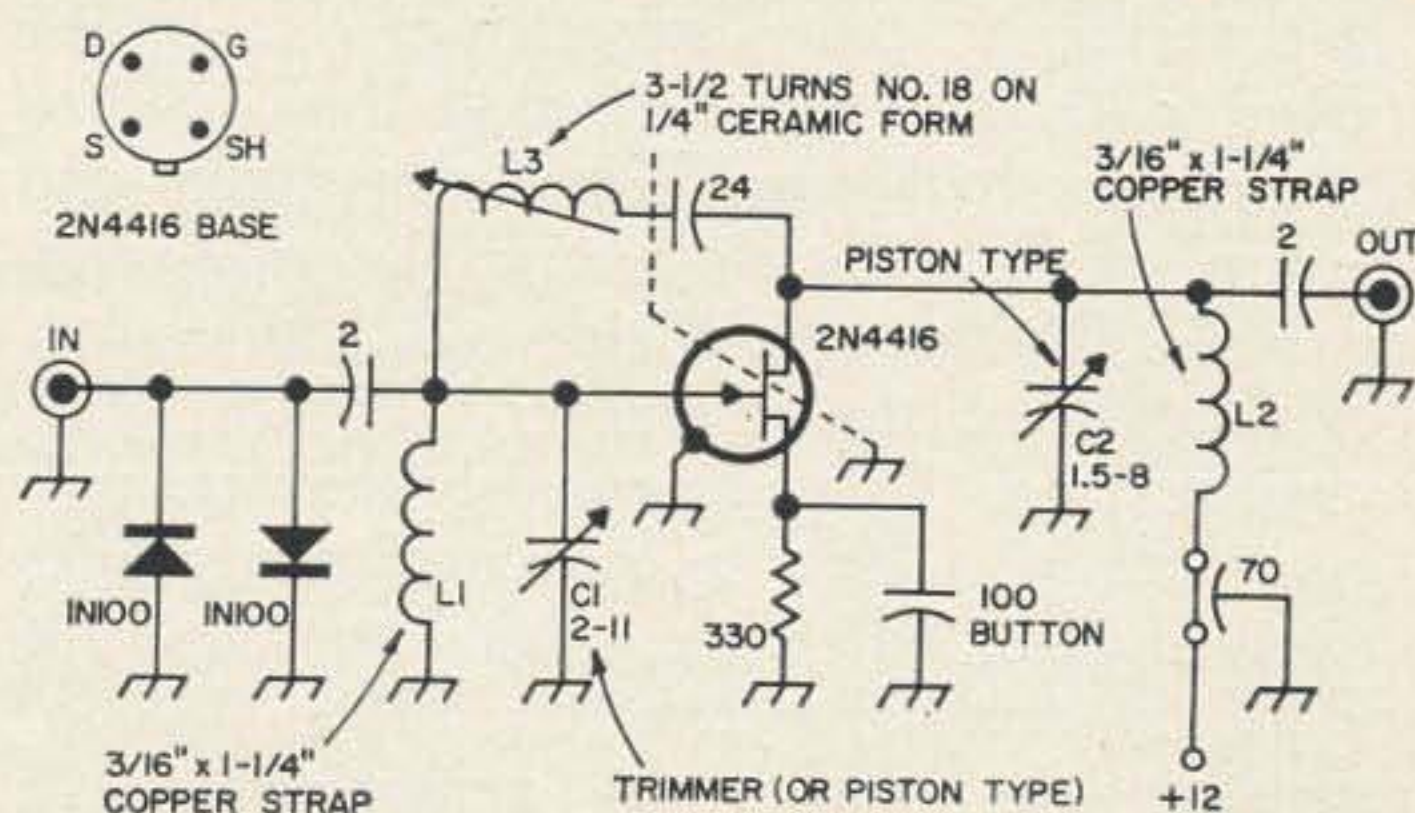 D
G
S
SH
2N4416 BASE
3-1/2 TURNS NO. 18 ON
1/4" CERAMIC FORM
L3
24
3/16" x 1-1/4"
COPPER STRAP
PISTON TYPE
2
OUT
IN
2
2N4416
C2
1.5-8
L2
IN100
IN100
L1
C1
2-11
330
100
BUTTON
70
3/16" x 1-1/4"
COPPER STRAP
TRIMMER (OR PISTON TYPE)
+12